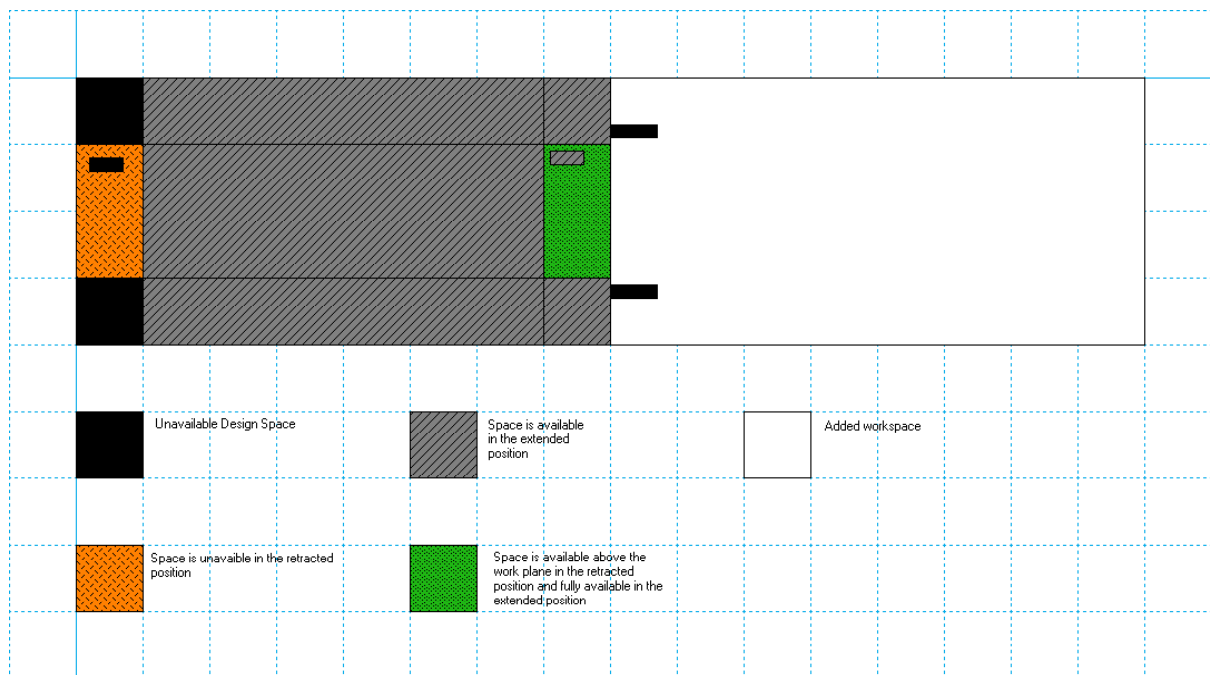 Unavailable Design Space
Space is available
in the extended
position
Added workspace
Space is unavaible in the retracted
position
Space is available above the
work plane in the retracted
position and fully available in the
extended position